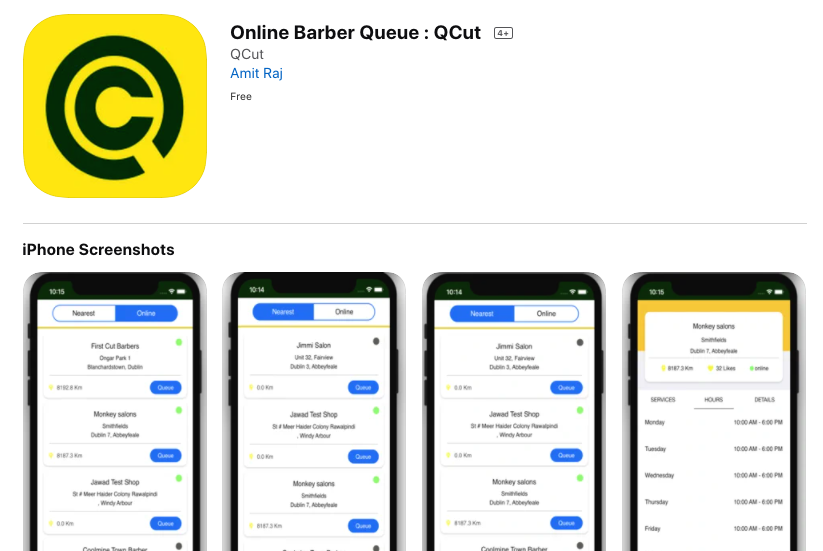 Online Barber Queue : QCut 4+
QCut
Amit Raj
Free
iPhone Screenshots
10:15
Nearest Online
First Cut Barbers
Ongar Park 1
Blanchardstown, Dublin
8192.8 Km Queue
Monkey salons
Smithfields
Dublin 7, Abbeyfeale
8187.3 Km Queue
Jawad Test Shop
St # Meer Haider Colony Rawalpindi
, Windy Arbour
0.0 Km Queue
Coolmine Town Barber
10:14
Nearest Online
Jimmi Salon
Unit 32, Fairview
Dublin 3, Abbeyfeale
0.0 Km Queue
Jawad Test Shop
St # Meer Haider Colony Rawalpindi
, Windy Arbour
0.0 Km Queue
Monkey salons
Smithfields
Dublin 7, Abbeyfeale
8187.3 Km Queue
Coolmine Town Barber
10:14
Nearest Online
Jimmi Salon
Unit 32, Fairview
Dublin 3, Abbeyfeale
0.0 Km Queue
Jawad Test Shop
St # Meer Haider Colony Rawalpindi
, Windy Arbour
0.0 Km Queue
Monkey salons
Smithfields
Dublin 7, Abbeyfeale
8187.3 Km Queue
Coolmine Town Barber
10:15
Monkey salons
Smithfields
Dublin 7, Abbeyfeale
8187.3 Km 32 Likes online
SERVICES HOURS DETAILS
Monday 10:00 AM - 6:00 PM
Tuesday 10:00 AM - 6:00 PM
Wednesday 10:00 AM - 6:00 PM
Thursday 10:00 AM - 6:00 PM
Friday 10:00 AM - 6:00 PM